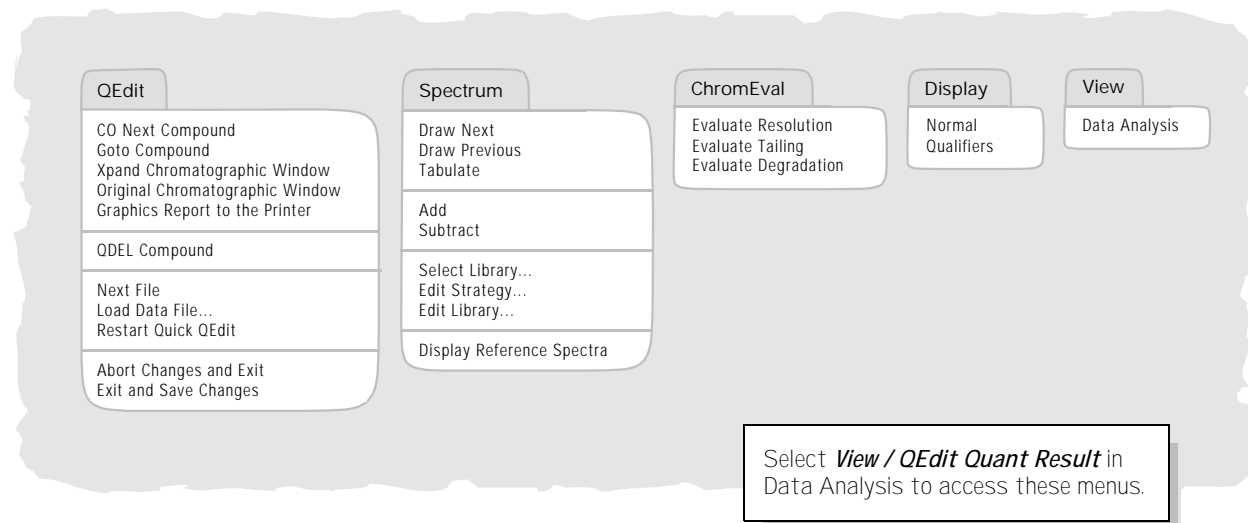 QEdit
CO Next Compound
Goto Compound
Xpand Chromatographic Window
Original Chromatographic Window
Graphics Report to the Printer
QDEL Compound
Next File
Load Data File...
Restart Quick QEdit
Abort Changes and Exit
Exit and Save Changes
Spectrum
Draw Next
Draw Previous
Tabulate
Add
Subtract
Select Library...
Edit Strategy...
Edit Library...
Display Reference Spectra
ChromEval
Evaluate Resolution
Evaluate Tailing
Evaluate Degradation
Display
Normal
Qualifiers
View
Data Analysis
Select View / QEdit Quant Result in
Data Analysis to access these menus.